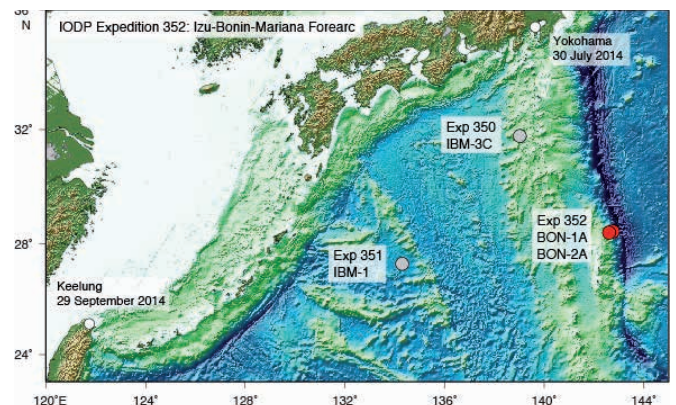 36
N
IODP Expedition 352: Izu-Bonin-Mariana Forearc
Yokohama
30 July 2014
32°
Exp 350
IBM-3C
Exp 352
BON-1A
BON-2A
28°
Exp 351
IBM-1
Keelung
29 September 2014
24°
120°E 124° 128° 132° 136° 140° 144°